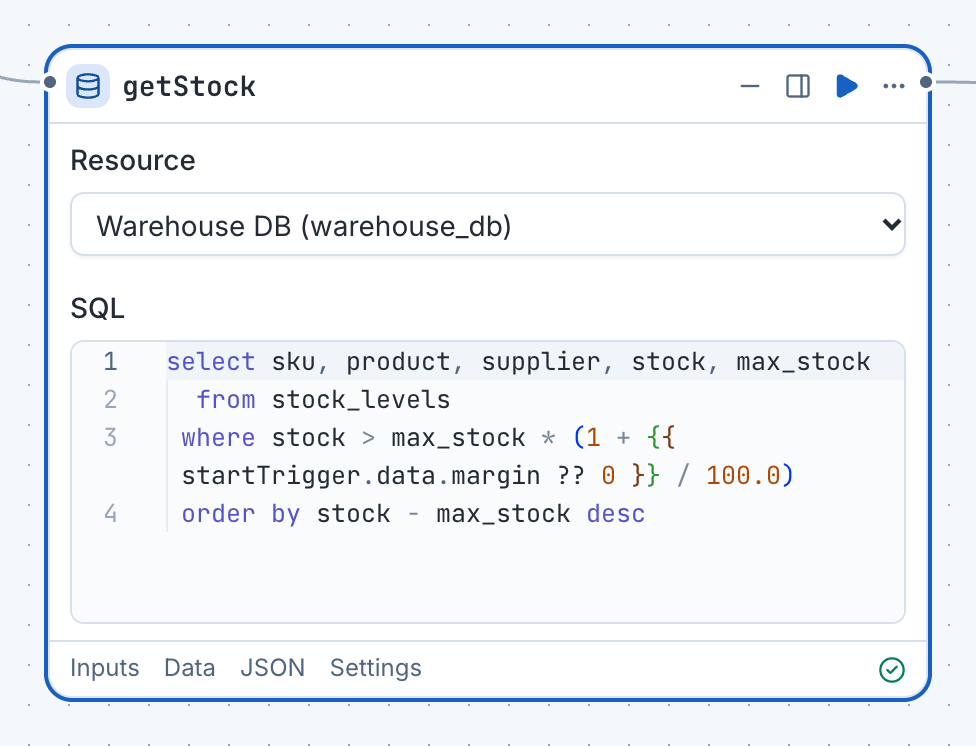 getStock
Resource
Warehouse DB (warehouse_db)
SQL
1 select sku, product, supplier, stock, max_stock
2 from stock_levels
3 where stock > max_stock * (1 + {{
startTrigger.data.margin ?? 0 }} / 100.0)
4 order by stock - max_stock desc
Inputs Data JSON Settings